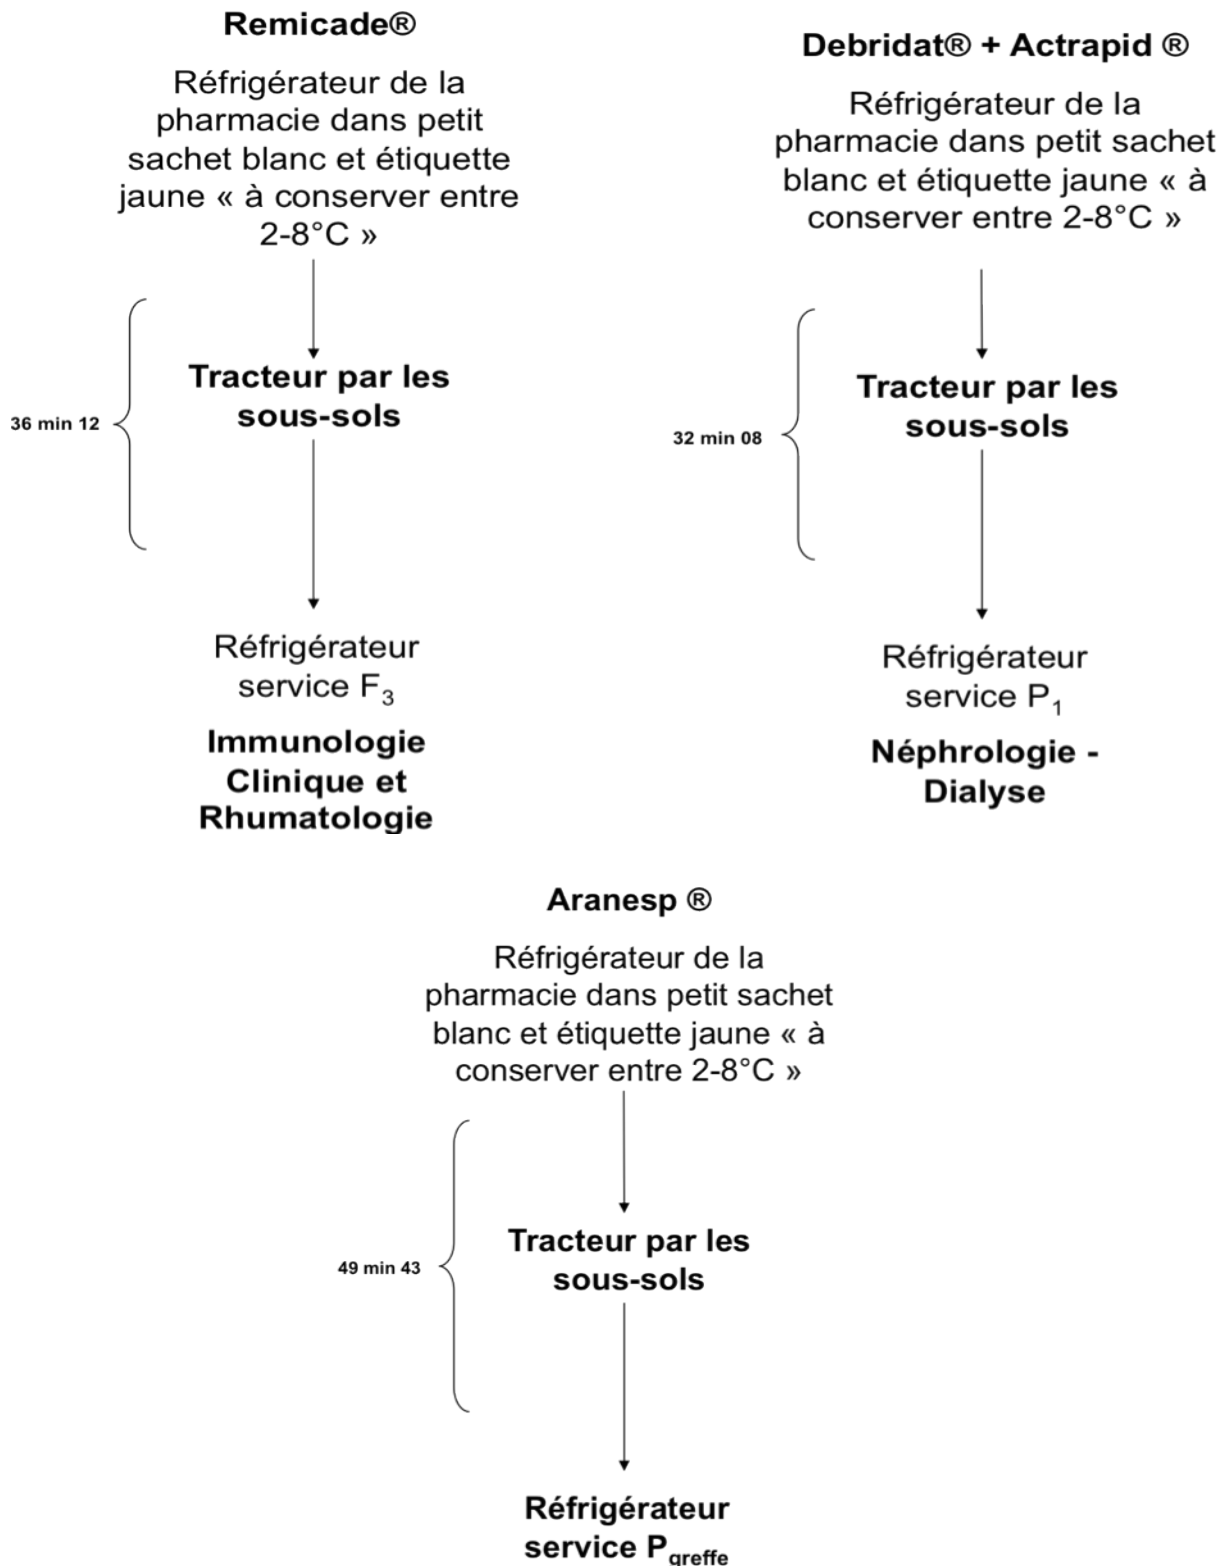 Remicade®
Réfrigérateur de la
pharmacie dans petit
sachet blanc et étiquette
jaune « à conserver entre
2-8°C »
36 min 12
Tracteur par les
sous-sols
Réfrigérateur
service F3
Immunologie
Clinique et
Rhumatologie
Debridat® + Actrapid ®
Réfrigérateur de la
pharmacie dans petit sachet
blanc et étiquette jaune « à
conserver entre 2-8°C »
32 min 08
Tracteur par les
sous-sols
Réfrigérateur
service P1
Néphrologie -
Dialyse
Aranesp ®
Réfrigérateur de la
pharmacie dans petit sachet
blanc et étiquette jaune « à
conserver entre 2-8°C »
49 min 43
Tracteur par les
sous-sols
Réfrigérateur
service Pgreffe